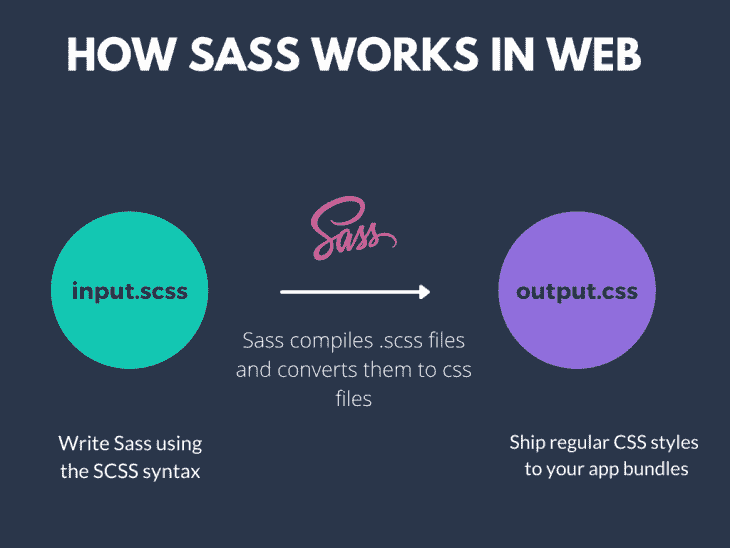 HOW SASS WORKS IN WEB
Sass
input.scss
output.css
Sass compiles .scss files
and converts them to css
files
Write Sass using
the SCSS syntax
Ship regular CSS styles
to your app bundles